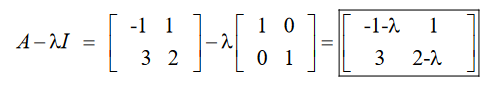 A – λI = [ -1 1 ; 3 2 ] – λ [ 1 0 ; 0 1 ] = [ -1-λ 1 ; 3 2-λ ]